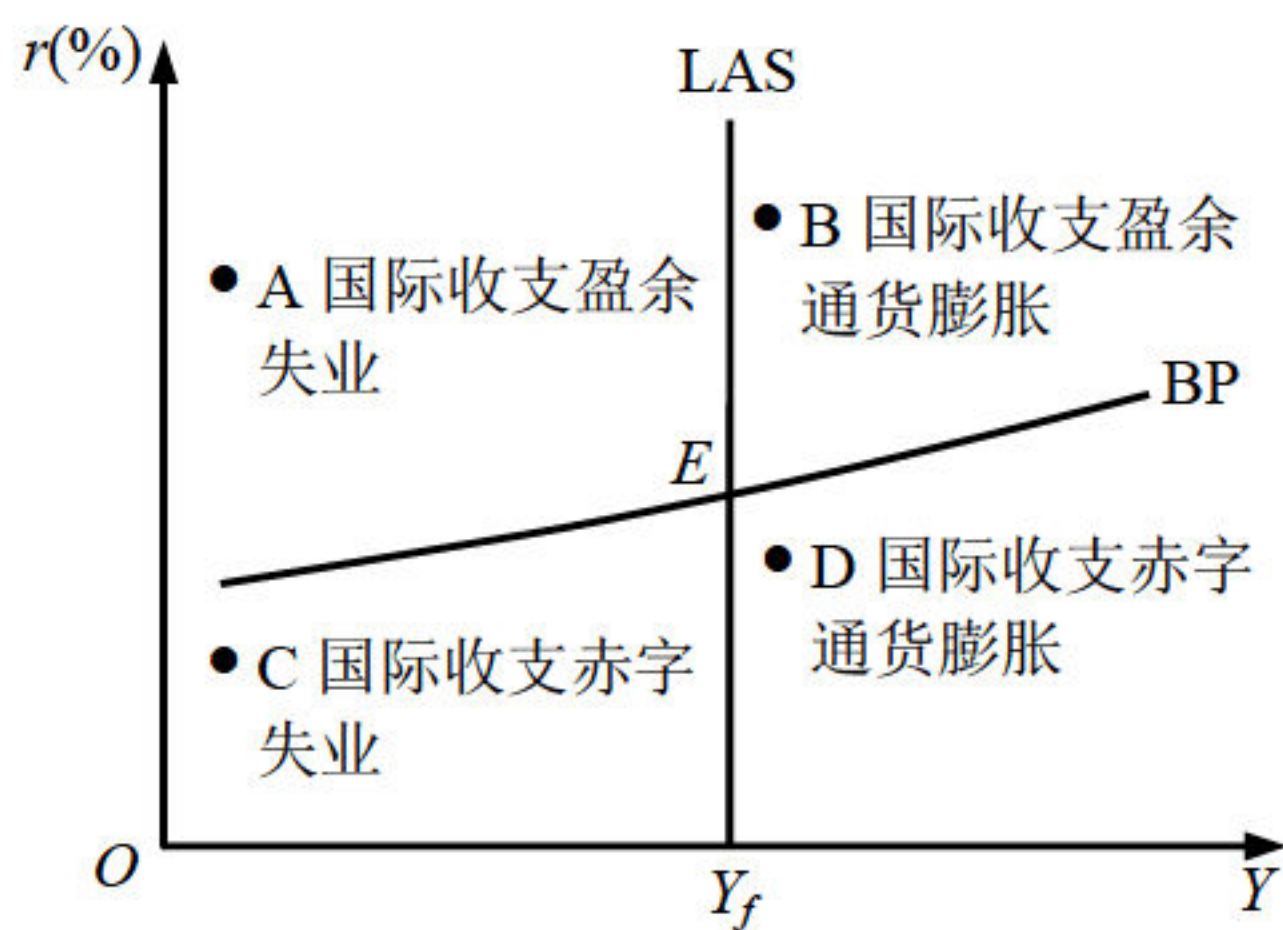 r(%)
LAS
B 国际收支盈余
通货膨胀
A 国际收支盈余
失业
BP
E
D 国际收支赤字
通货膨胀
C 国际收支赤字
失业
O
Yf
Y